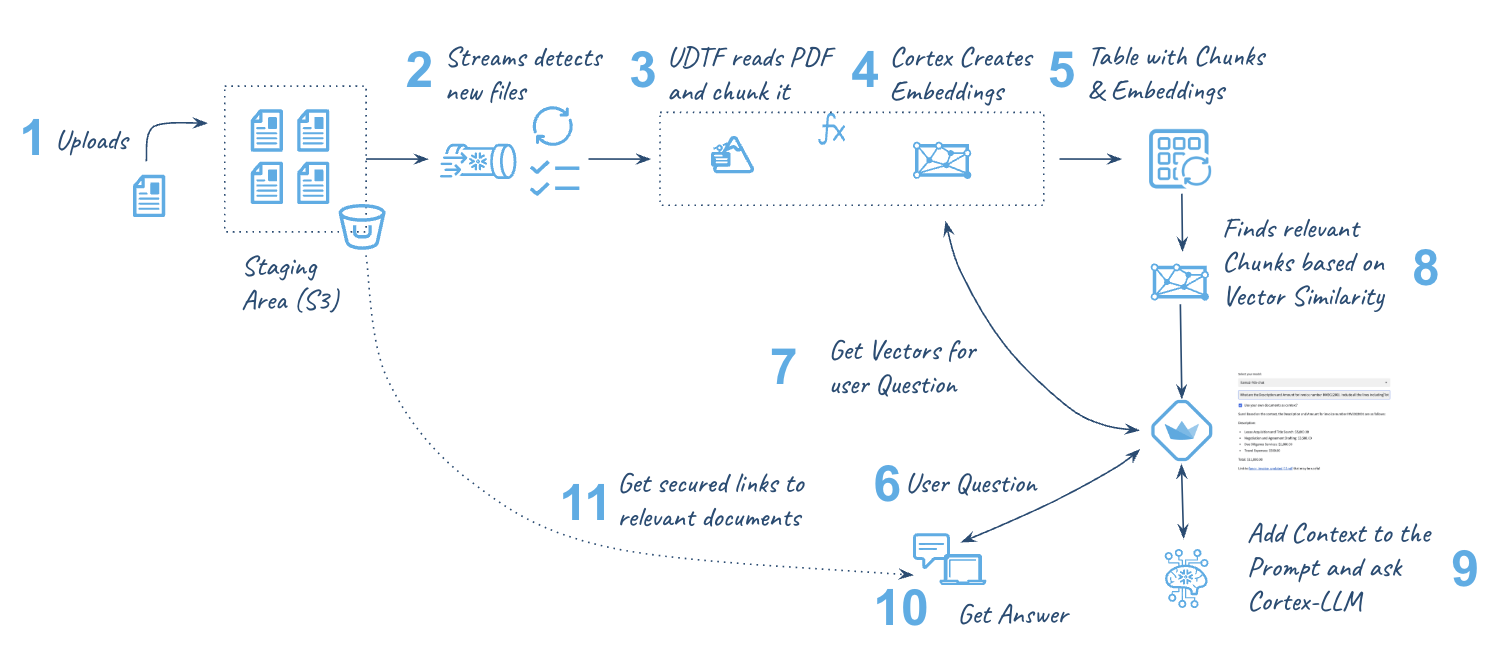 1 Uploads
Staging
Area (S3)
2 Streams detects
new files
3 UDTF reads PDF
and chunk it
fx
4 Cortex Creates
Embeddings
5 Table with Chunks
& Embeddings
Finds relevant
Chunks based on
Vector Similarity
8
7 Get Vectors for
user Question
6 User Question
11 Get secured links to
relevant documents
10 Get Answer
Add Context to the
Prompt and ask
Cortex-LLM
9